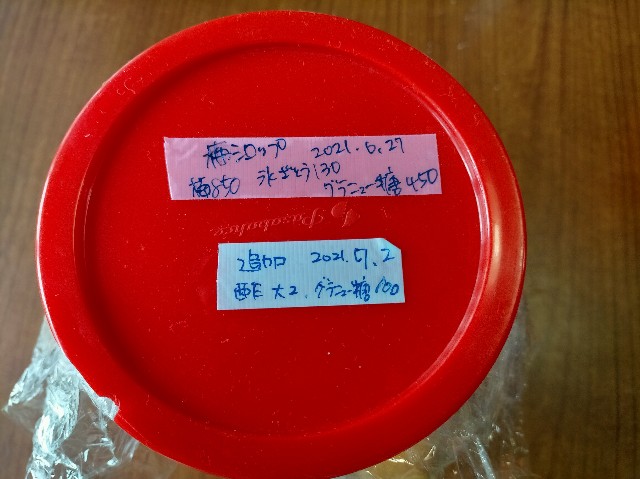 梅シロップ 2021.6.27
梅850 氷ざとう130 グラニュー糖450
追加 2021.7.2
酢 大2. グラニュー糖100